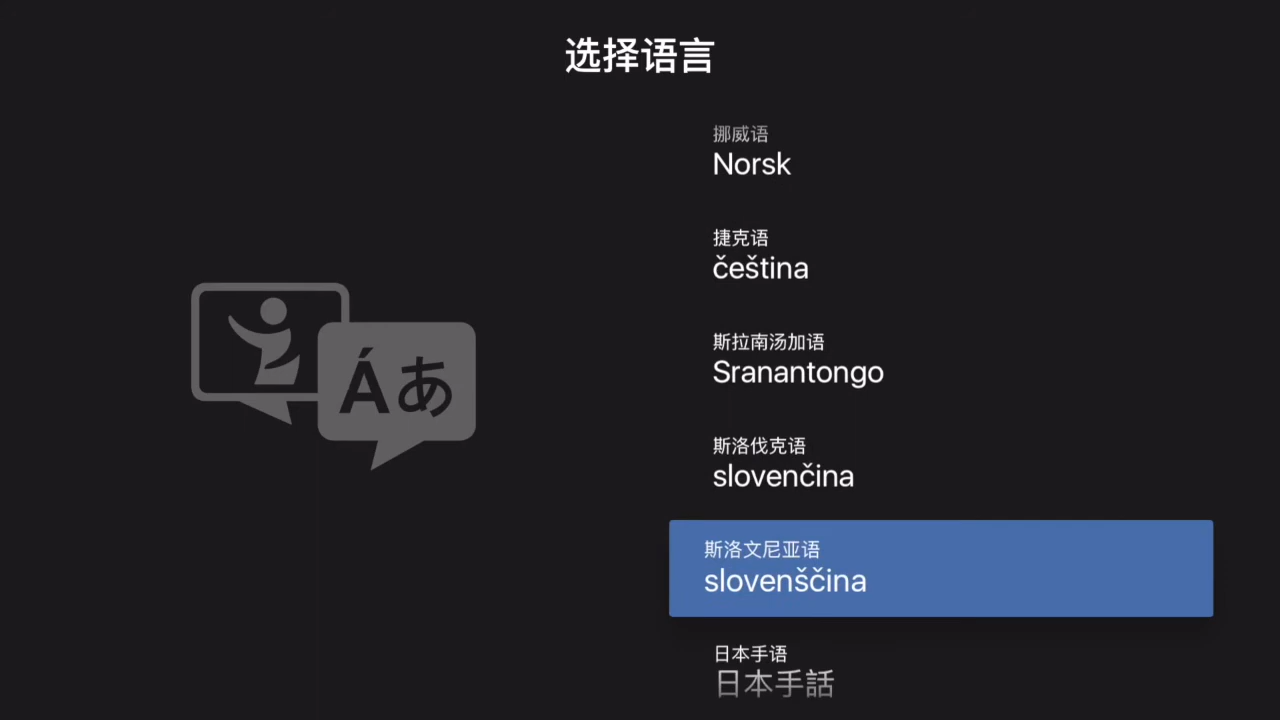 选择语言
挪威语
Norsk
捷克语
čeština
斯拉南汤加语
Sranantongo
斯洛伐克语
slovenčina
Áあ
斯洛文尼亚语
slovenščina
日本手语
日本手話